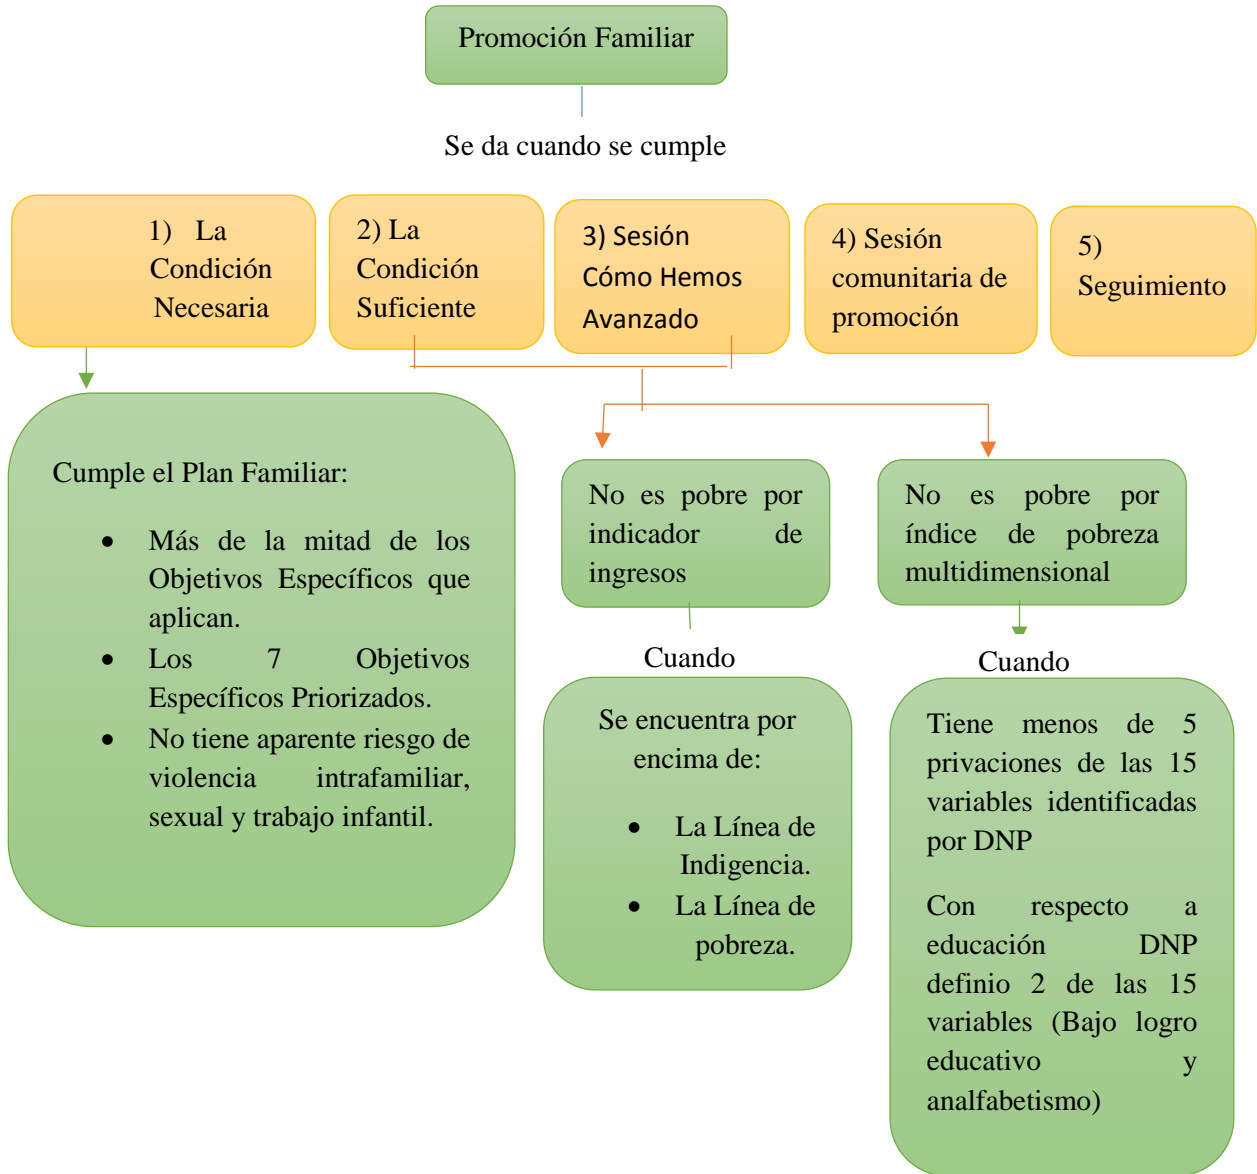 Promoción Familiar
Se da cuando se cumple
1) La
Condición
Necesaria
2) La
Condición
Suficiente
3) Sesión
Cómo Hemos
Avanzado
4) Sesión
comunitaria de
promoción
5)
Seguimiento
Cumple el Plan Familiar:
• Más de la mitad de los
Objetivos Específicos que
aplican.
• Los 7 Objetivos
Específicos Priorizados.
• No tiene aparente riesgo de
violencia intrafamiliar,
sexual y trabajo infantil.
No es pobre por
indicador de
ingresos
Cuando
Se encuentra por
encima de:
• La Línea de
Indigencia.
• La Línea de
pobreza.
No es pobre por
índice de pobreza
multidimensional
Cuando
Tiene menos de 5
privaciones de las 15
variables identificadas
por DNP
Con respecto a
educación DNP
definio 2 de las 15
variables (Bajo logro
educativo y
analfabetismo)